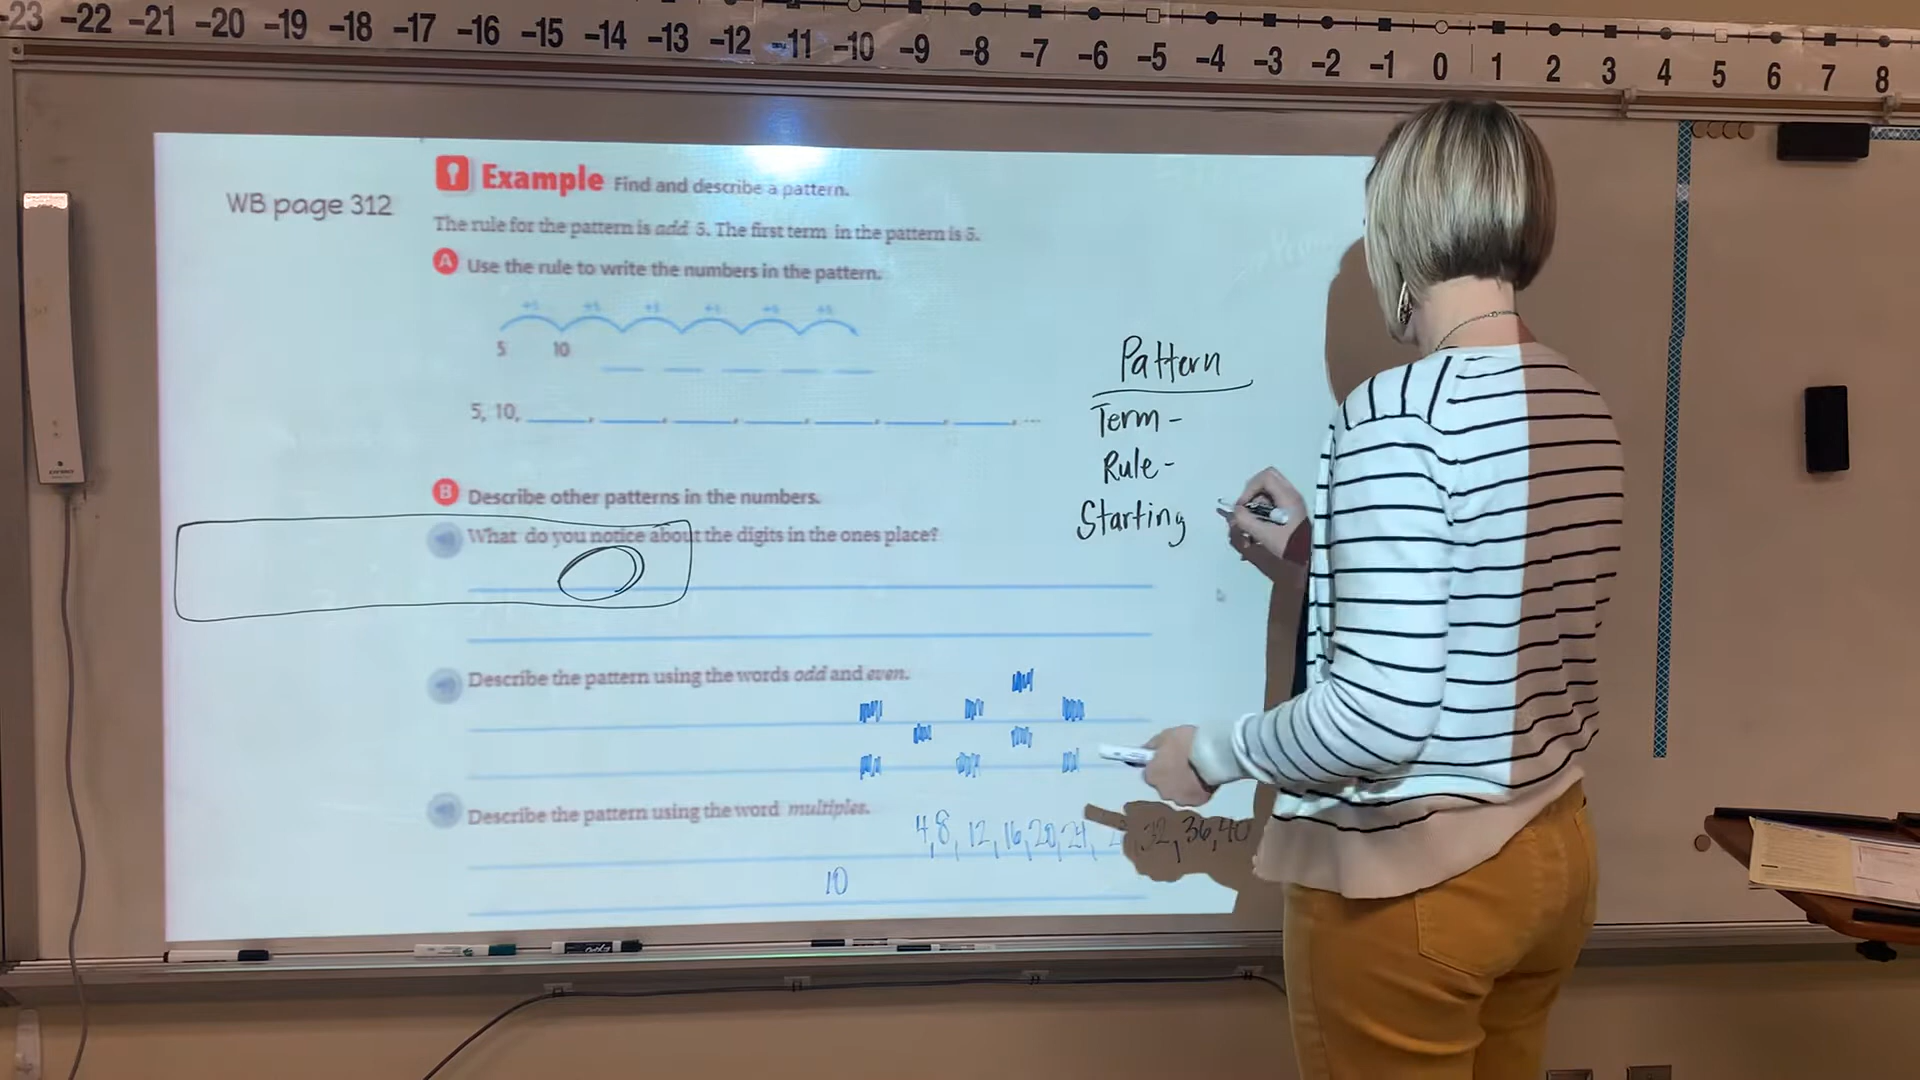 -23 -22 -21 -20 -19 -18 -17 -16 -15 -14 -13 -12 -11 -10 -9 -8 -7 -6 -5 -4 -3 -2 -1 0 1 2 3 4 5 6 7 8
WB page 312
Example Find and describe a pattern.
The rule for the pattern is add 5. The first term in the pattern is 5.
A Use the rule to write the numbers in the pattern.
+5 +5 +5 +5 +5 +5
5 10
5, 10, , , , , , , , ...
Pattern
Term -
Rule -
Starting
B Describe other patterns in the numbers.
What do you notice about the digits in the ones place?
Describe the pattern using the words odd and even.
Describe the pattern using the word multiples.
4, 8, 12, 16, 20, 24, 32, 36, 40
10
EXPO